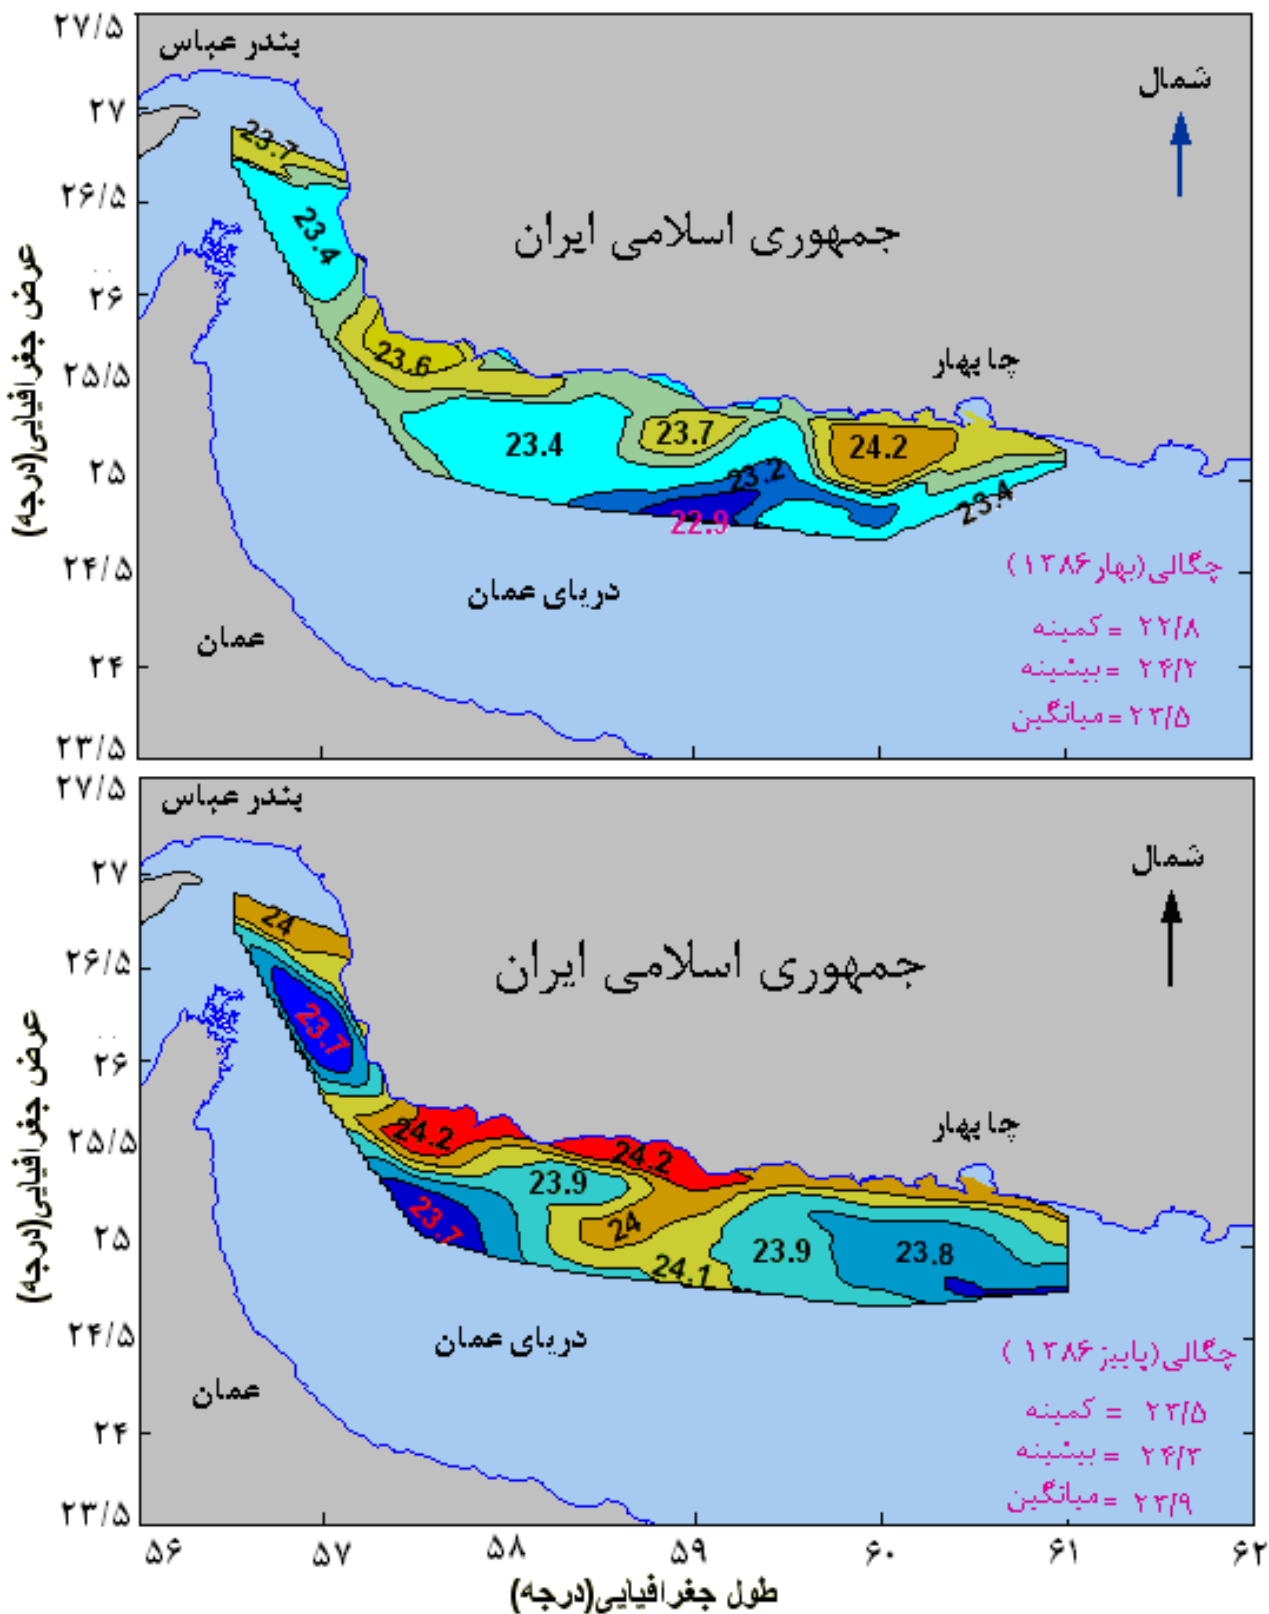 ۲۷/۵
بندر عباس
شمال
۲۷
23.7
۲۶/۵
23.4
جمهوری اسلامی ایران
۲۶
عرض جغرافیایی(درجه)
23.6
چابهار
۲۵/۵
23.4
23.7
24.2
۲۵
23.2
22.9
23.4
۲۴/۵
چگالی(بهار ۱۳۸۶)
دریای عمان
عمان
کمینه = ۲۲/۸
۲۴
بیشینه = ۲۴/۲
میانگین=۲۳/۵
۲۳/۵
۲۷/۵
بندر عباس
شمال
۲۷
24
۲۶/۵
جمهوری اسلامی ایران
23.7
۲۶
عرض جغرافیایی(درجه)
24.2
24.2
چابهار
۲۵/۵
23.9
23.7
24
۲۵
24.1
23.9
23.8
۲۴/۵
دریای عمان
چگالی(پاییز ۱۳۸۶)
عمان
کمینه = ۲۳/۵
۲۴
بیشینه = ۲۴/۳
میانگین= ۲۳/۹
۲۳/۵
۵۶ ۵۷ ۵۸ ۵۹ ۶۰ ۶۱ ۶۲
طول جغرافیایی(درجه)